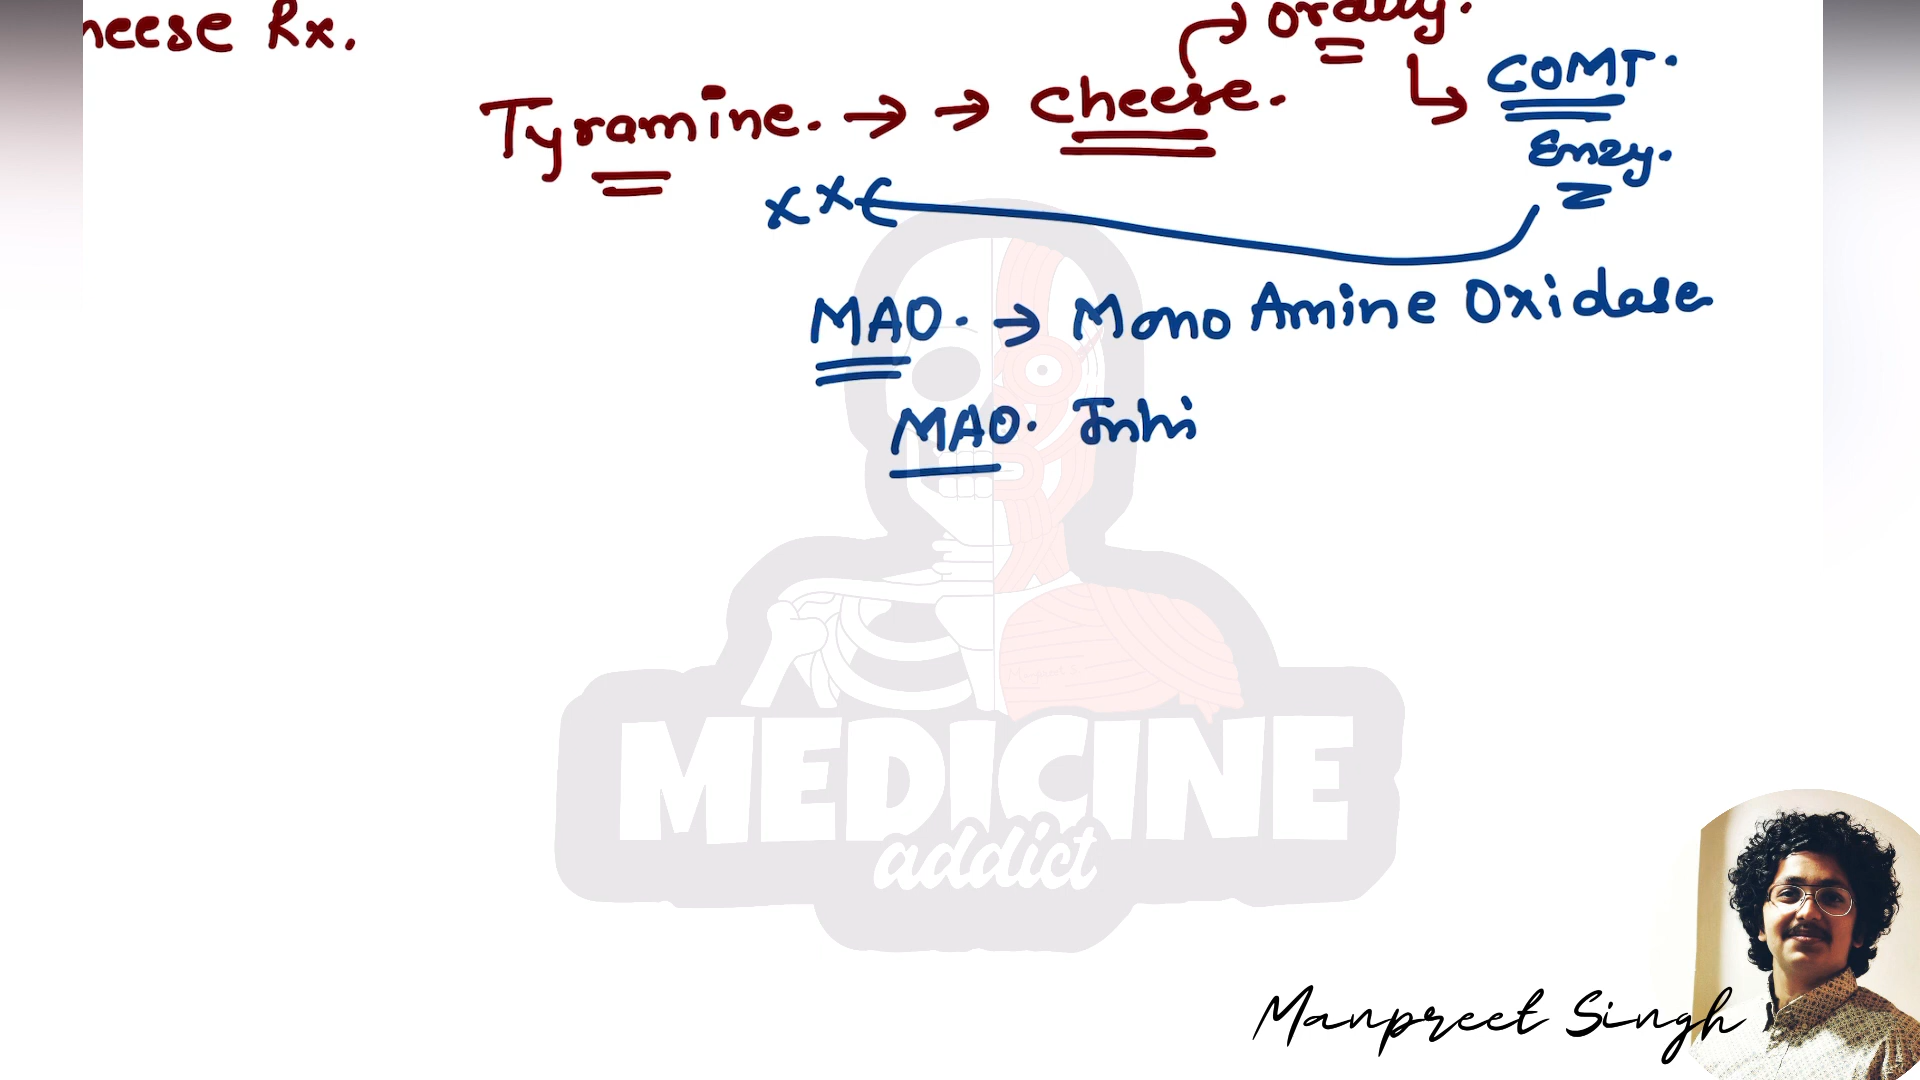 heese Rx.
orally.
Tyramine. → → Cheese.
COMT.
Enzy.
x x
MAO. → Mono Amine Oxidase
MAO. Inhi
MEDICINE
addict
Manpreet Singh